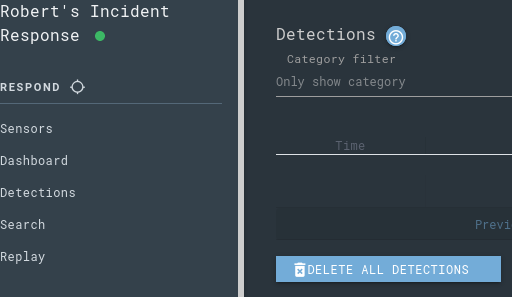 Robert's Incident
Response
RESPOND
Sensors
Dashboard
Detections
Search
Replay
Detections
Category filter
Only show category
Time
DELETE ALL DETECTIONS